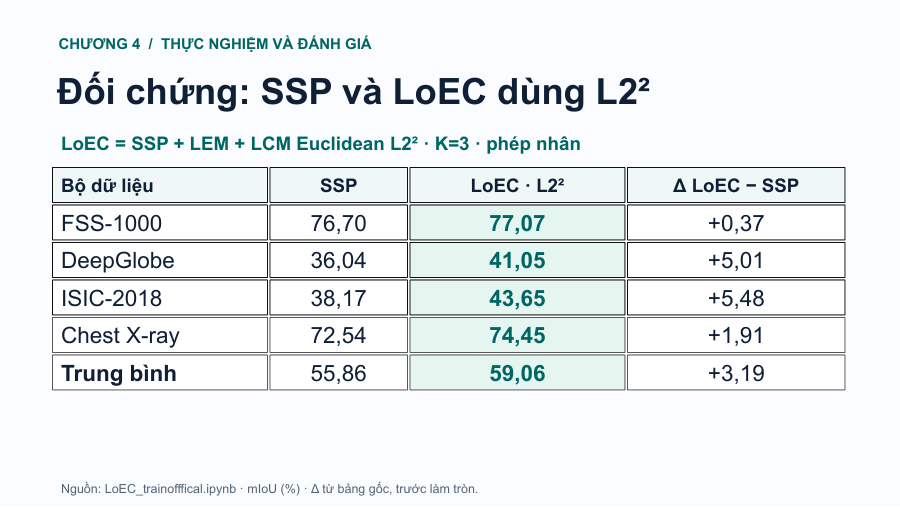 CHƯƠNG 4 / THỰC NGHIỆM VÀ ĐÁNH GIÁ
Đối chứng: SSP và LoEC dùng L2²
LoEC = SSP + LEM + LCM Euclidean L2² · K=3 · phép nhân
Bộ dữ liệu SSP LoEC · L2² Δ LoEC − SSP
FSS-1000 76,70 77,07 +0,37
DeepGlobe 36,04 41,05 +5,01
ISIC-2018 38,17 43,65 +5,48
Chest X-ray 72,54 74,45 +1,91
Trung bình 55,86 59,06 +3,19
Nguồn: LoEC_trainofffical.ipynb · mIoU (%) · Δ từ bảng gốc, trước làm tròn.